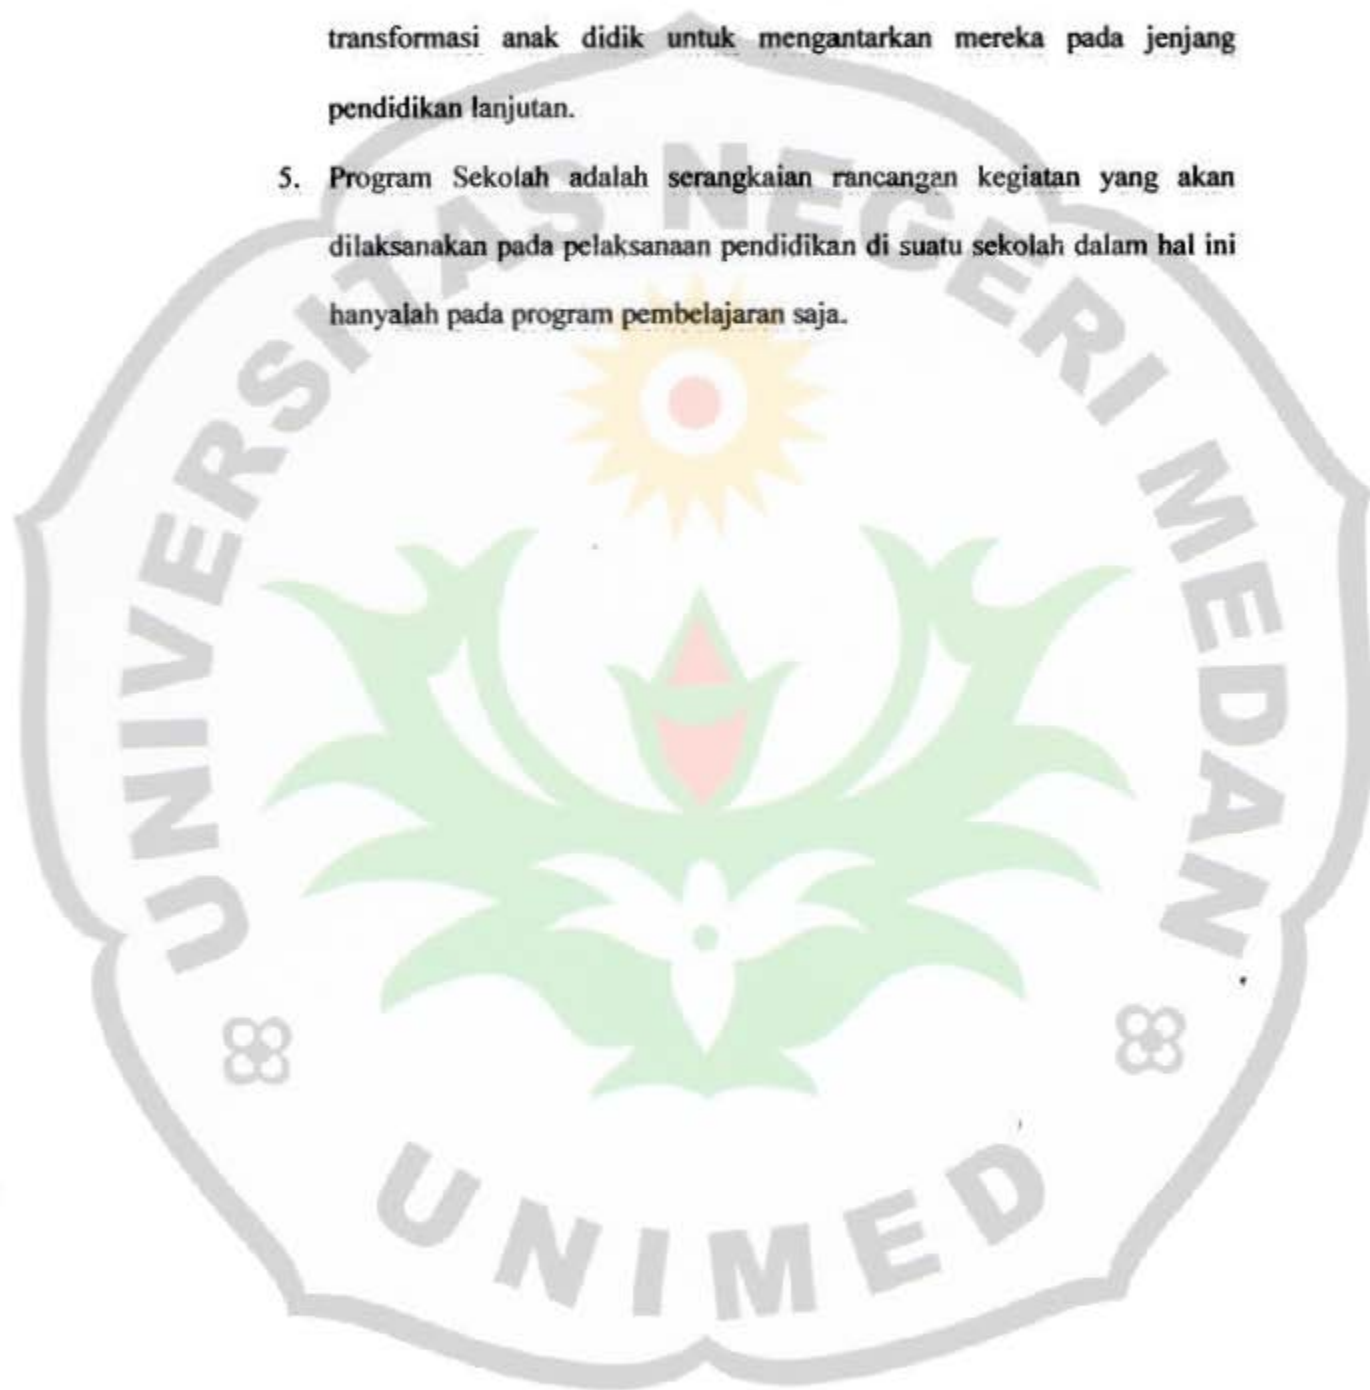 transformasi anak didik untuk mengantarkan mereka pada jenjang
pendidikan lanjutan.
5. Program Sekolah adalah serangkaian rancangan kegiatan yang akan
dilaksanakan pada pelaksanaan pendidikan di suatu sekolah dalam hal ini
hanyalah pada program pembelajaran saja.
UNIVERSITAS NEGERI MEDAN
UNIMED